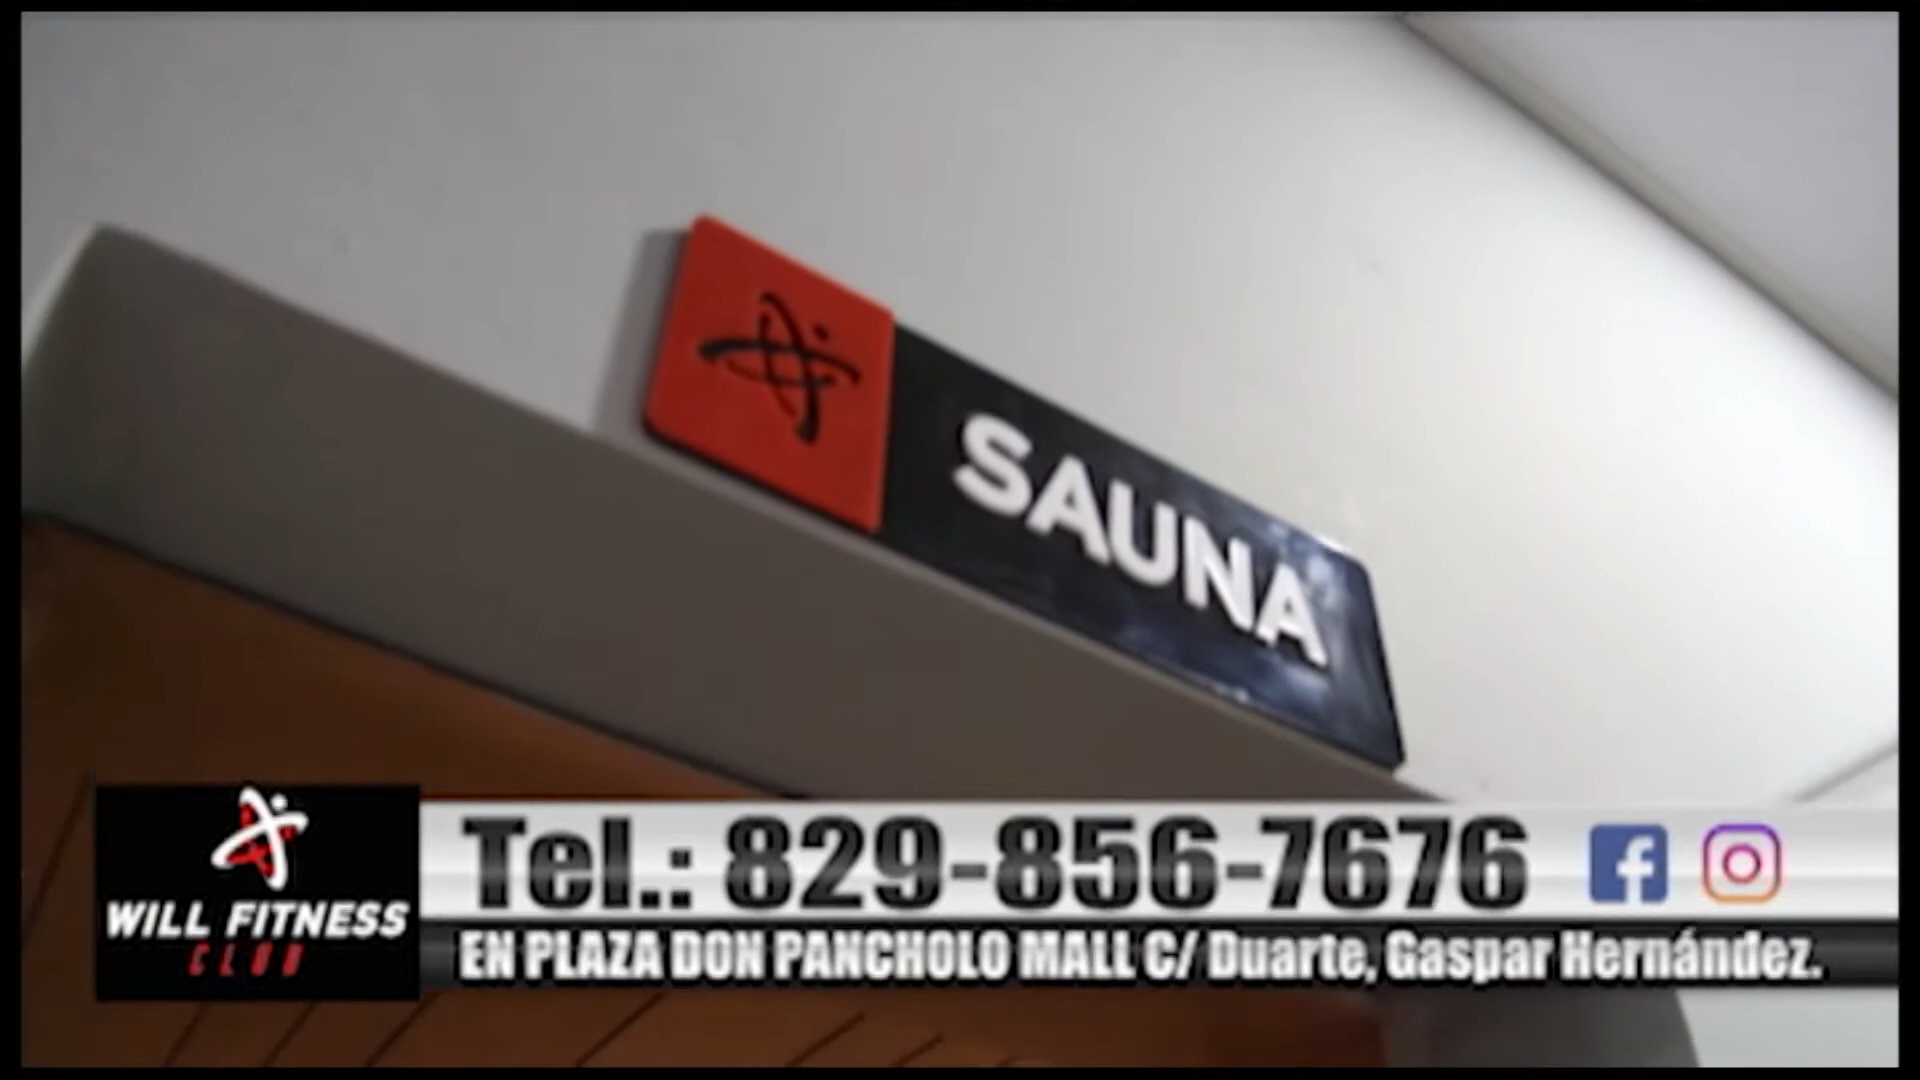 SAUNA
WILL FITNESS
CLUB
Tel.: 829-856-7676
EN PLAZA DON PANCHOLO MALL C/ Duarte, Gaspar Hernández.